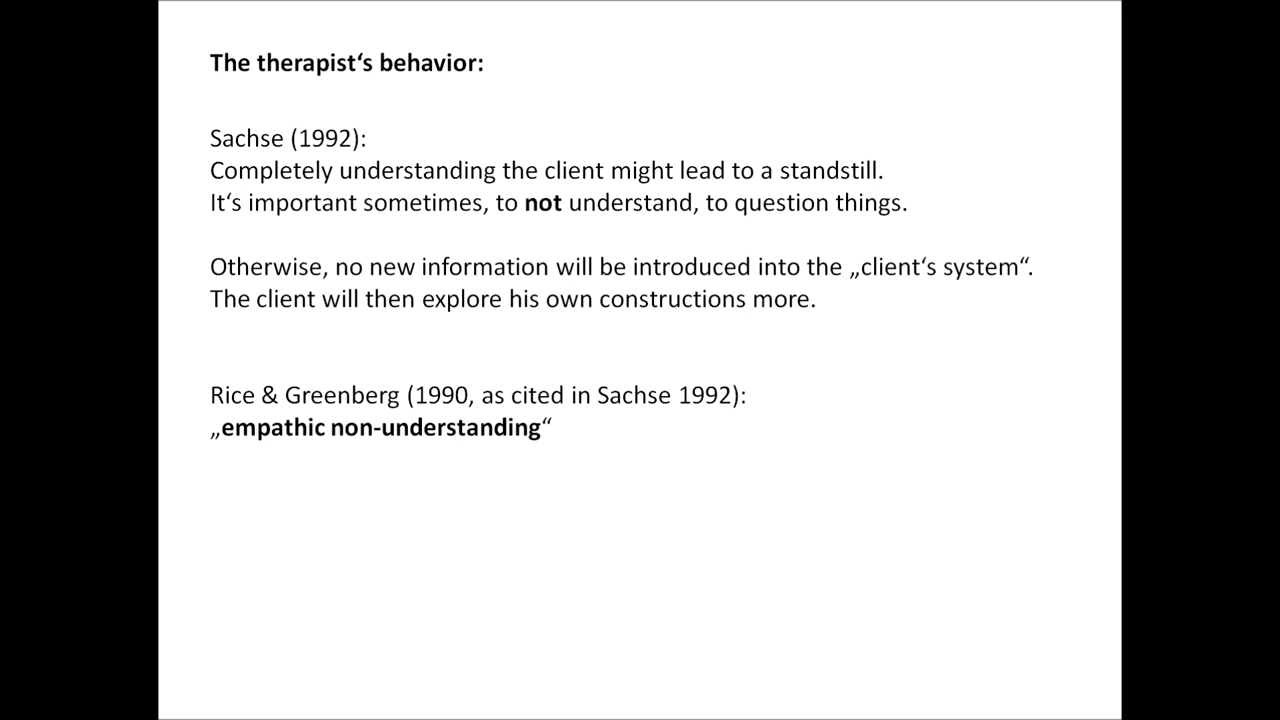 The therapist‘s behavior:
Sachse (1992):
Completely understanding the client might lead to a standstill.
It‘s important sometimes, to not understand, to question things.
Otherwise, no new information will be introduced into the „client‘s system“.
The client will then explore his own constructions more.
Rice & Greenberg (1990, as cited in Sachse 1992):
„empathic non-understanding“